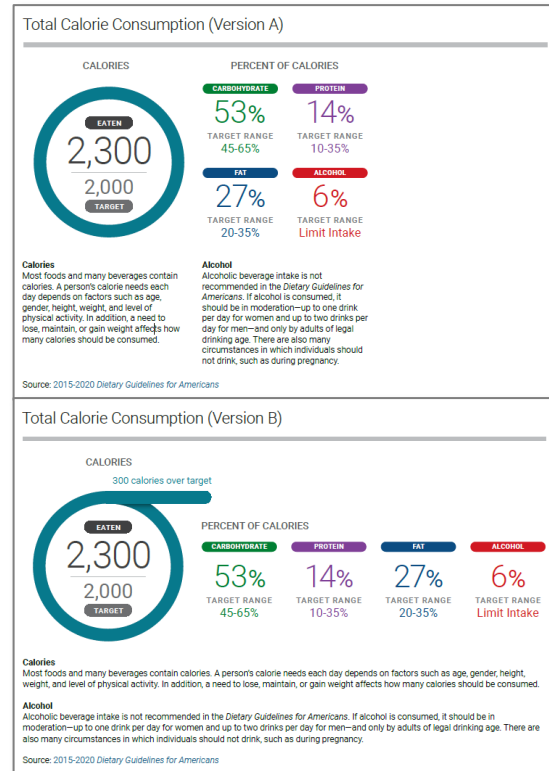 Total Calorie Consumption (Version A)
CALORIES
EATEN
2,300
2,000
TARGET
PERCENT OF CALORIES
CARBOHYDRATE
53%
TARGET RANGE
45-65%
PROTEIN
14%
TARGET RANGE
10-35%
FAT
27%
TARGET RANGE
20-35%
ALCOHOL
6%
TARGET RANGE
Limit Intake
Calories
Most foods and many beverages contain
calories. A person's calorie needs each
day depends on factors such as age,
gender, height, weight, and level of
physical activity. In addition, a need to
lose, maintain, or gain weight affects how
many calories should be consumed.
Alcohol
Alcoholic beverage intake is not
recommended in the Dietary Guidelines for
Americans. If alcohol is consumed, it
should be in moderation—up to one drink
per day for women and up to two drinks per
day for men—and only by adults of legal
drinking age. There are also many
circumstances in which individuals should
not drink, such as during pregnancy.
Source: 2015-2020 Dietary Guidelines for Americans
Total Calorie Consumption (Version B)
CALORIES
300 calories over target
EATEN
2,300
2,000
TARGET
PERCENT OF CALORIES
CARBOHYDRATE
53%
TARGET RANGE
45-65%
PROTEIN
14%
TARGET RANGE
10-35%
FAT
27%
TARGET RANGE
20-35%
ALCOHOL
6%
TARGET RANGE
Limit Intake
Calories
Most foods and many beverages contain calories. A person's calorie needs each day depends on factors such as age, gender, height,
weight, and level of physical activity. In addition, a need to lose, maintain, or gain weight affects how many calories should be consumed.
Alcohol
Alcoholic beverage intake is not recommended in the Dietary Guidelines for Americans. If alcohol is consumed, it should be in
moderation—up to one drink per day for women and up to two drinks per day for men—and only by adults of legal drinking age. There are
also many circumstances in which individuals should not drink, such as during pregnancy.
Source: 2015-2020 Dietary Guidelines for Americans